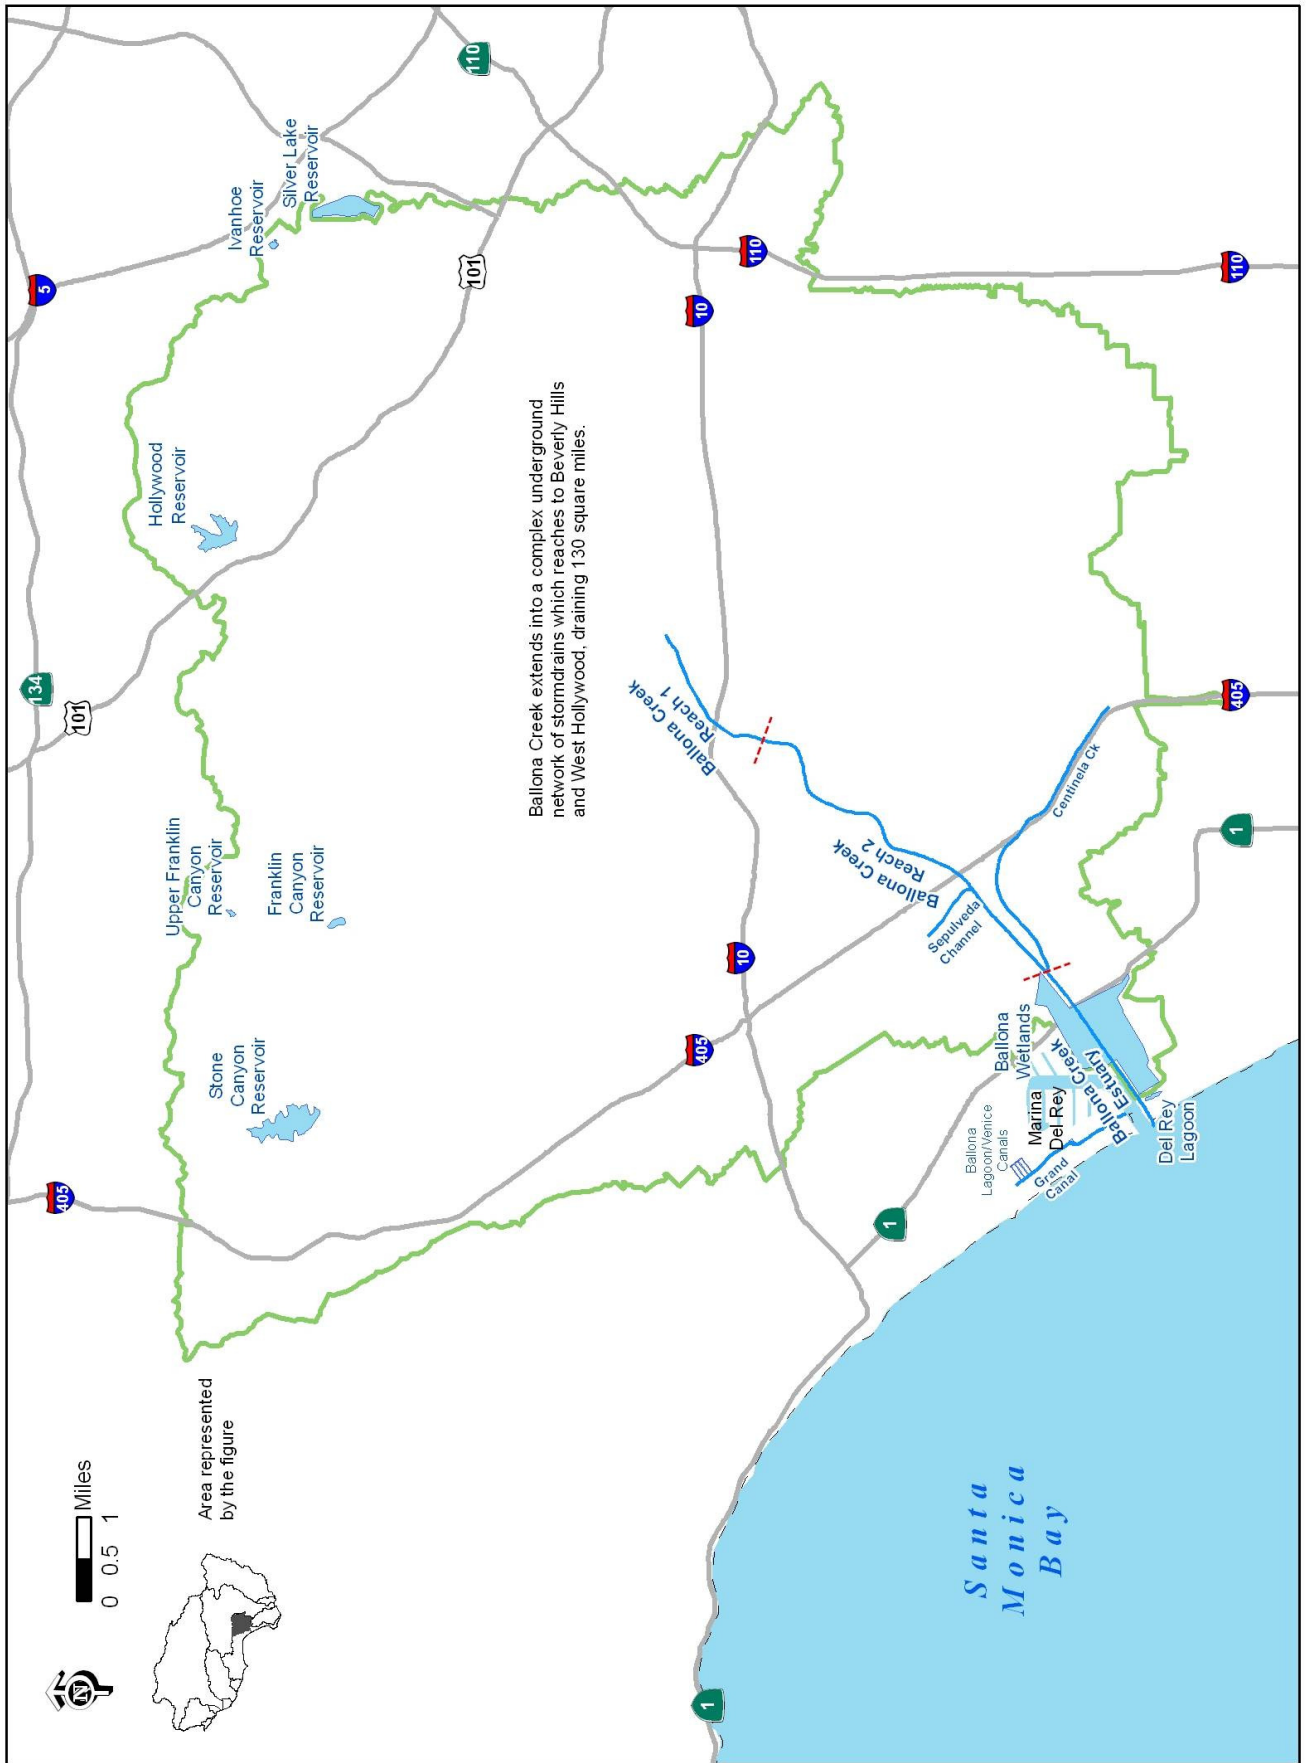 0 0.5 1
Miles
N
Area represented
by the figure
405
101
134
5
110
Stone
Canyon
Reservoir
Upper Franklin
Canyon
Reservoir
Franklin
Canyon
Reservoir
Hollywood
Reservoir
Ivanhoe
Reservoir
Silver Lake
Reservoir
101
Ballona Creek extends into a complex underground
network of stormdrains which reaches to Beverly Hills
and West Hollywood, draining 130 square miles.
1
405
10
10
110
Ballona Creek
Reach 1
Ballona Creek
Reach 2
Sepulveda
Channel
Centinela Ck
1
Ballona
Wetlands
Ballona
Lagoon/Venice
Canals
Marina
Del Rey
Grand
Canal
Ballona Creek
Estuary
Del Rey
Lagoon
Santa
Monica
Bay
1
405
110